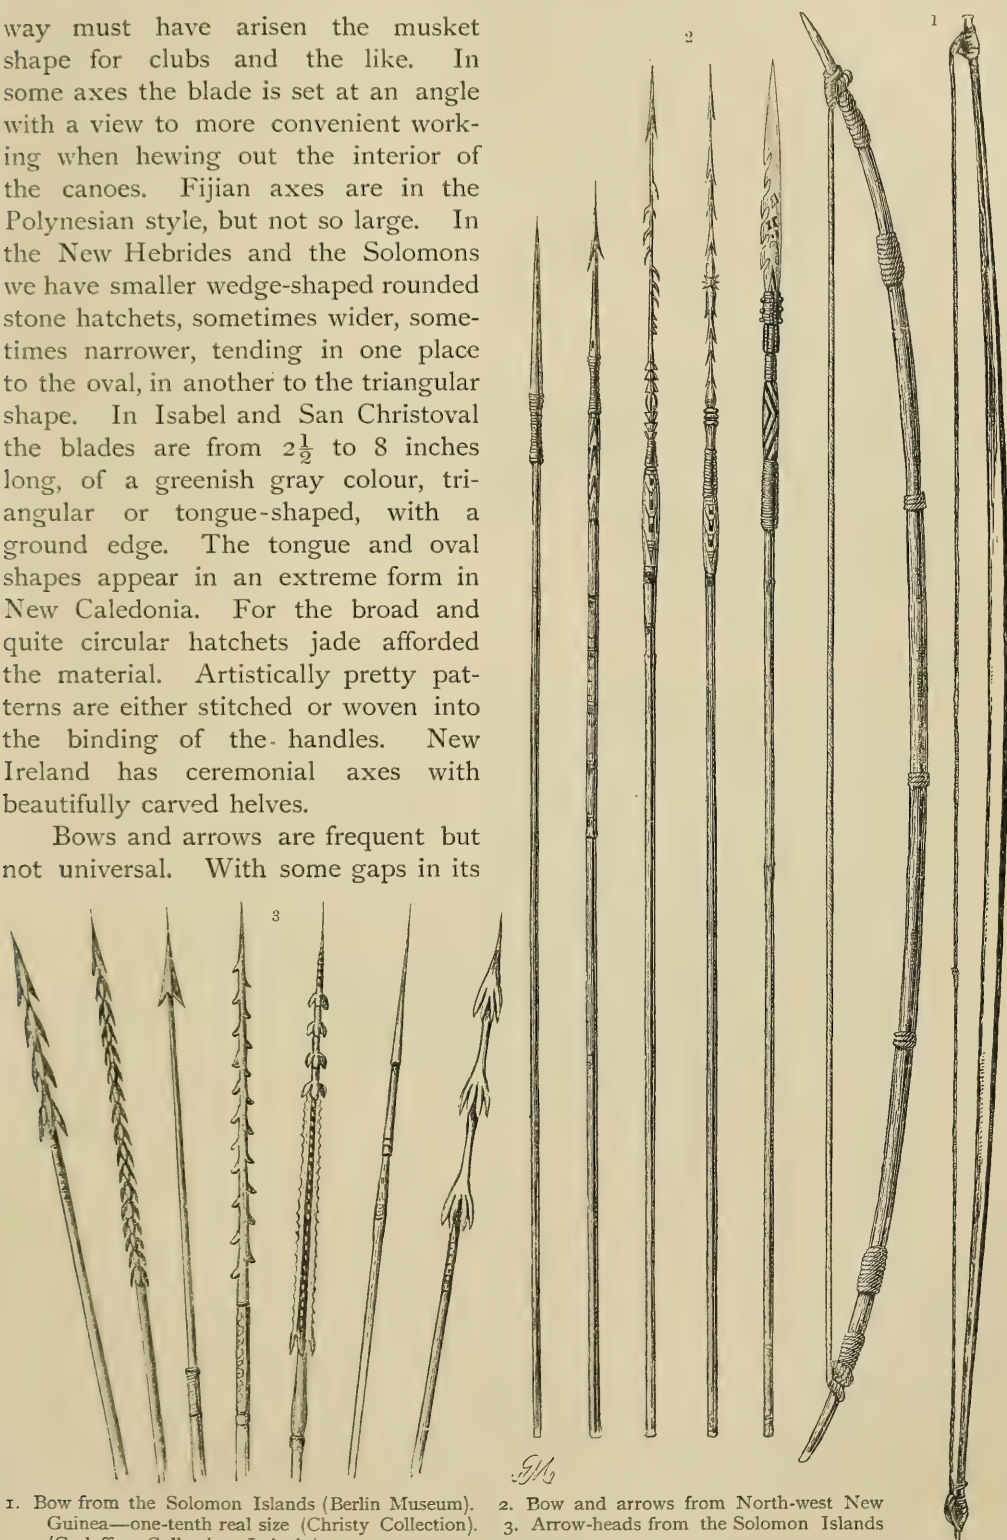 way must have arisen the musket
shape for clubs and the like. In
some axes the blade is set at an angle
with a view to more convenient work-
ing when hewing out the interior of
the canoes. Fijian axes are in the
Polynesian style, but not so large. In
the New Hebrides and the Solomons
we have smaller wedge-shaped rounded
stone hatchets, sometimes wider, some-
times narrower, tending in one place
to the oval, in another to the triangular
shape. In Isabel and San Christoval
the blades are from 2½ to 8 inches
long, of a greenish gray colour, tri-
angular or tongue-shaped, with a
ground edge. The tongue and oval
shapes appear in an extreme form in
New Caledonia. For the broad and
quite circular hatchets jade afforded
the material. Artistically pretty pat-
terns are either stitched or woven into
the binding of the handles. New
Ireland has ceremonial axes with
beautifully carved helves.
Bows and arrows are frequent but
not universal. With some gaps in its
2
1
3
1. Bow from the Solomon Islands (Berlin Museum). 2. Bow and arrows from North-west New
Guinea—one-tenth real size (Christy Collection). 3. Arrow-heads from the Solomon Islands